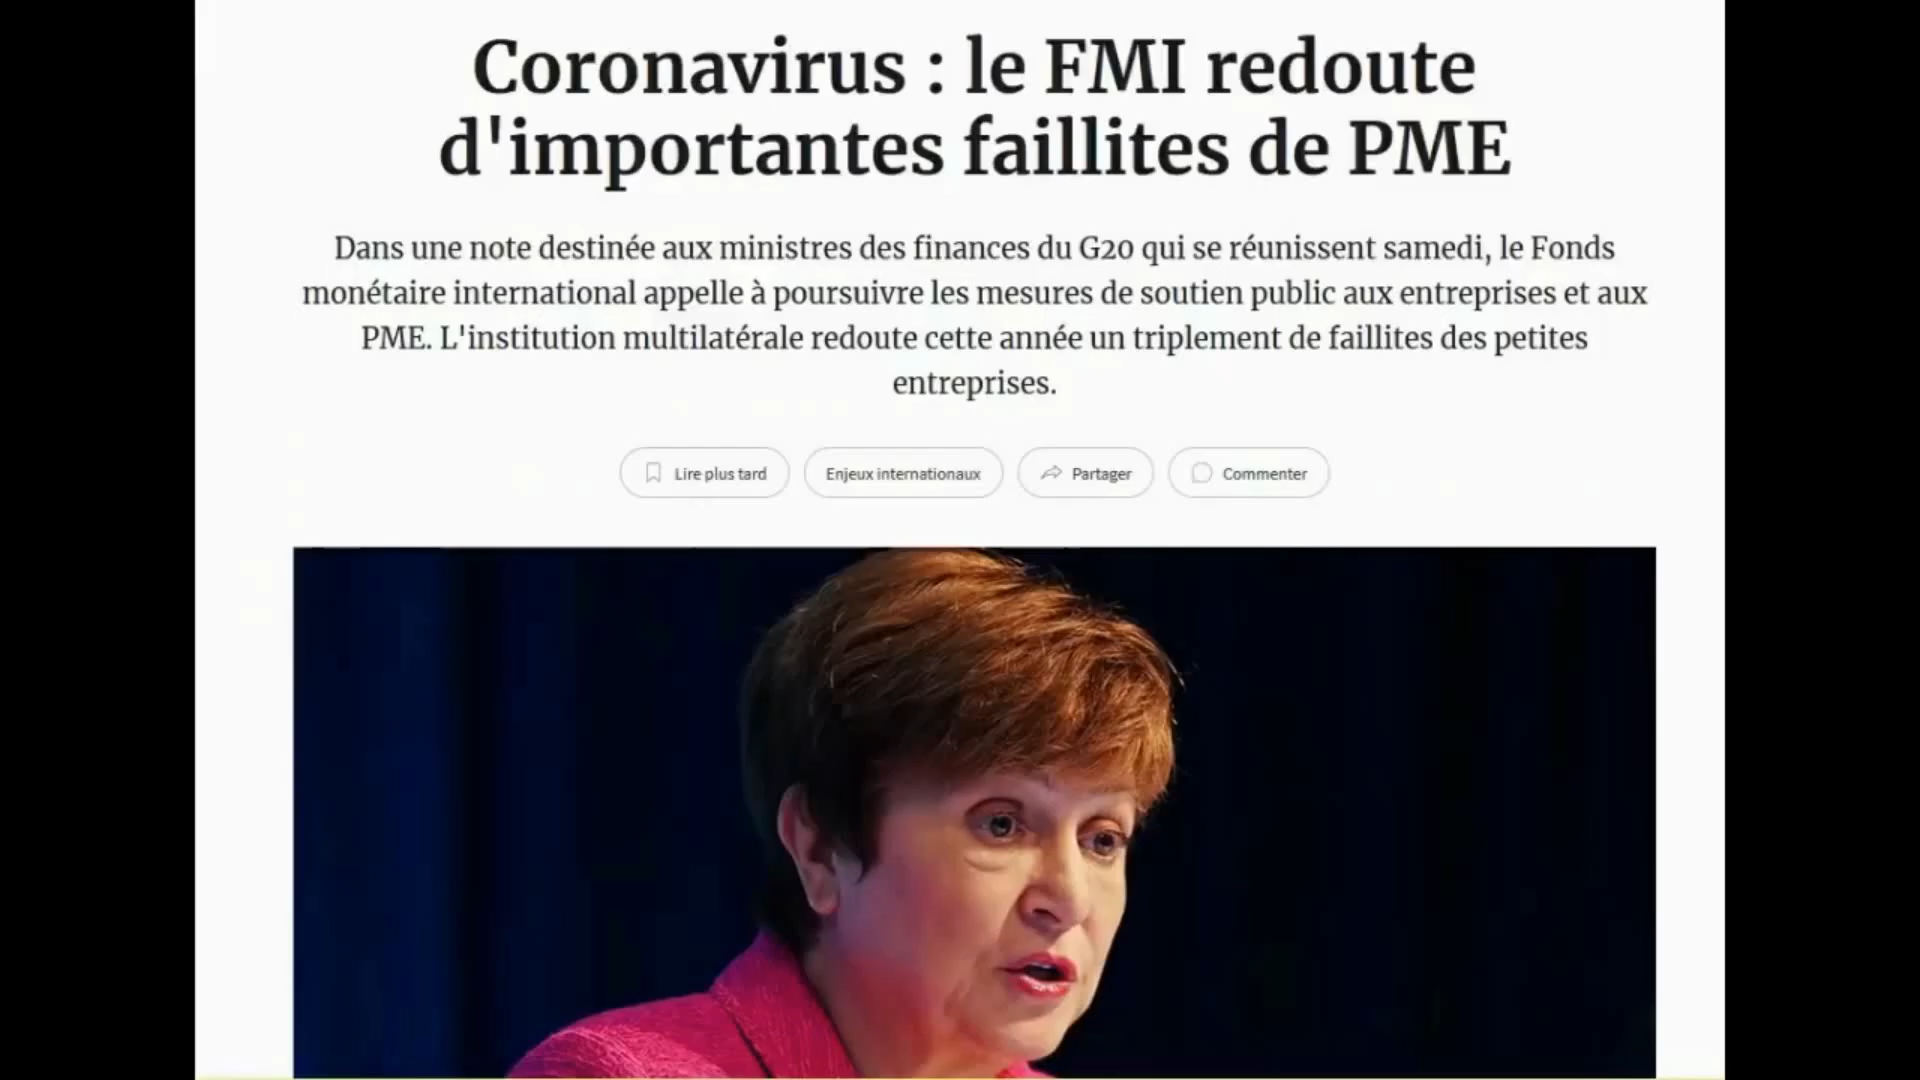 Coronavirus : le FMI redoute
d'importantes faillites de PME
Dans une note destinée aux ministres des finances du G20 qui se réunissent samedi, le Fonds
monétaire international appelle à poursuivre les mesures de soutien public aux entreprises et aux
PME. L'institution multilatérale redoute cette année un triplement de faillites des petites
entreprises.
Lire plus tard Enjeux internationaux Partager Commenter